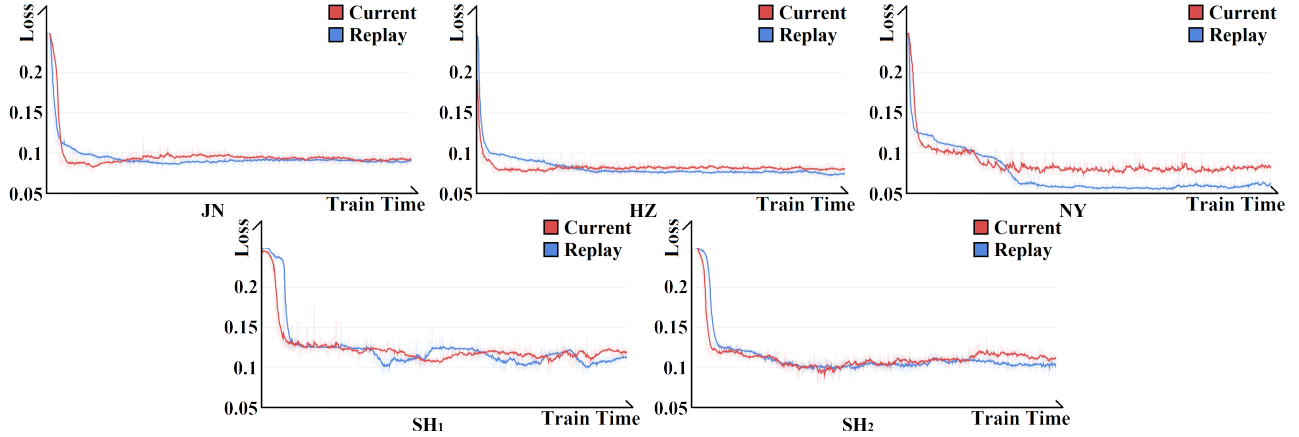 Loss
Current
Replay
0.2
0.15
0.1
0.05
Train Time
JN
Loss
Current
Replay
0.2
0.15
0.1
0.05
Train Time
HZ
Loss
Current
Replay
0.2
0.15
0.1
0.05
Train Time
NY
Loss
Current
Replay
0.2
0.15
0.1
0.05
Train Time
SH1
Loss
Current
Replay
0.2
0.15
0.1
0.05
Train Time
SH2